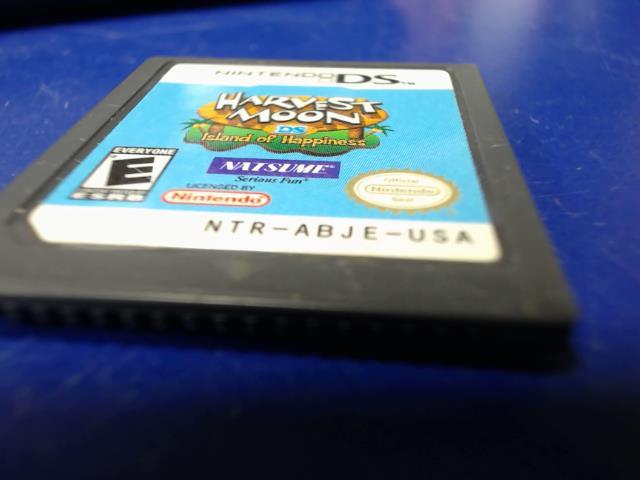 NINTENDO DS™
HARVEST
MOON
DS
Island of Happiness
EVERYONE
E
ESRB
NATSUME®
Serious Fun®
LICENSED BY
Nintendo
Official
Nintendo
Seal
NTR-ABJE-USA